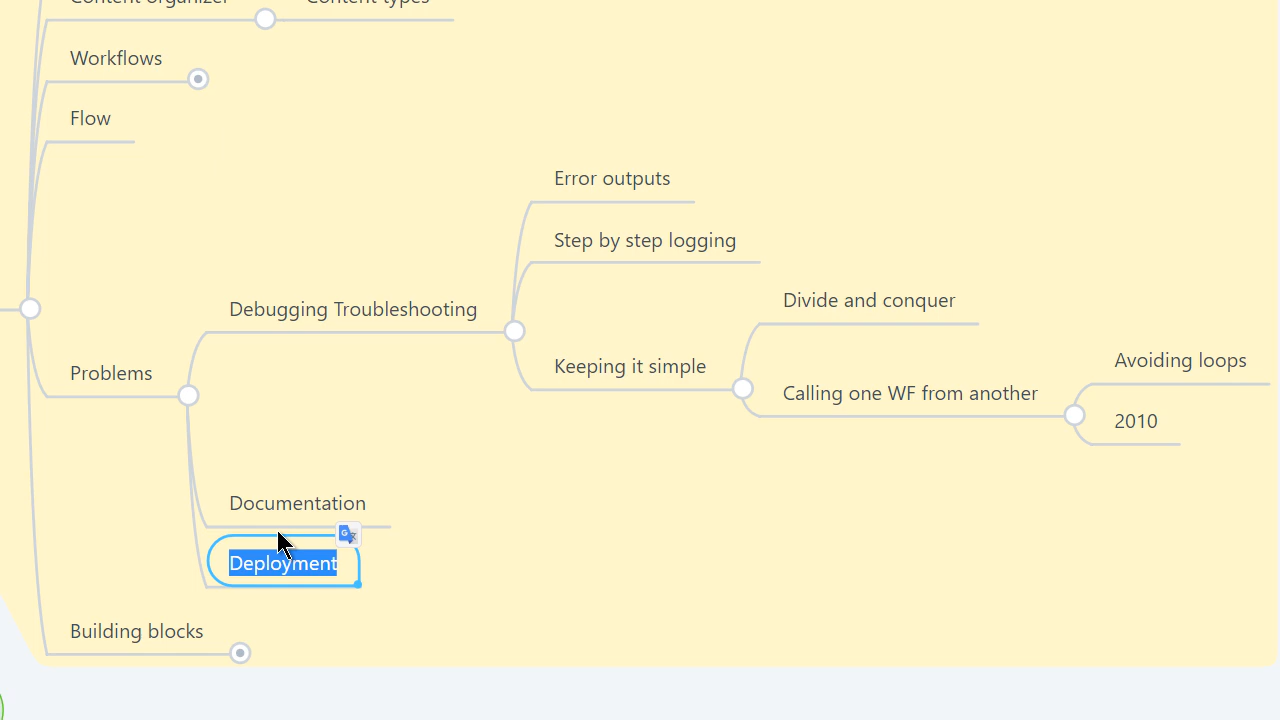 Content organizer
Content types
Workflows
Flow
Error outputs
Step by step logging
Debugging Troubleshooting
Divide and conquer
Keeping it simple
Calling one WF from another
Avoiding loops
2010
Problems
Documentation
Deployment
Building blocks